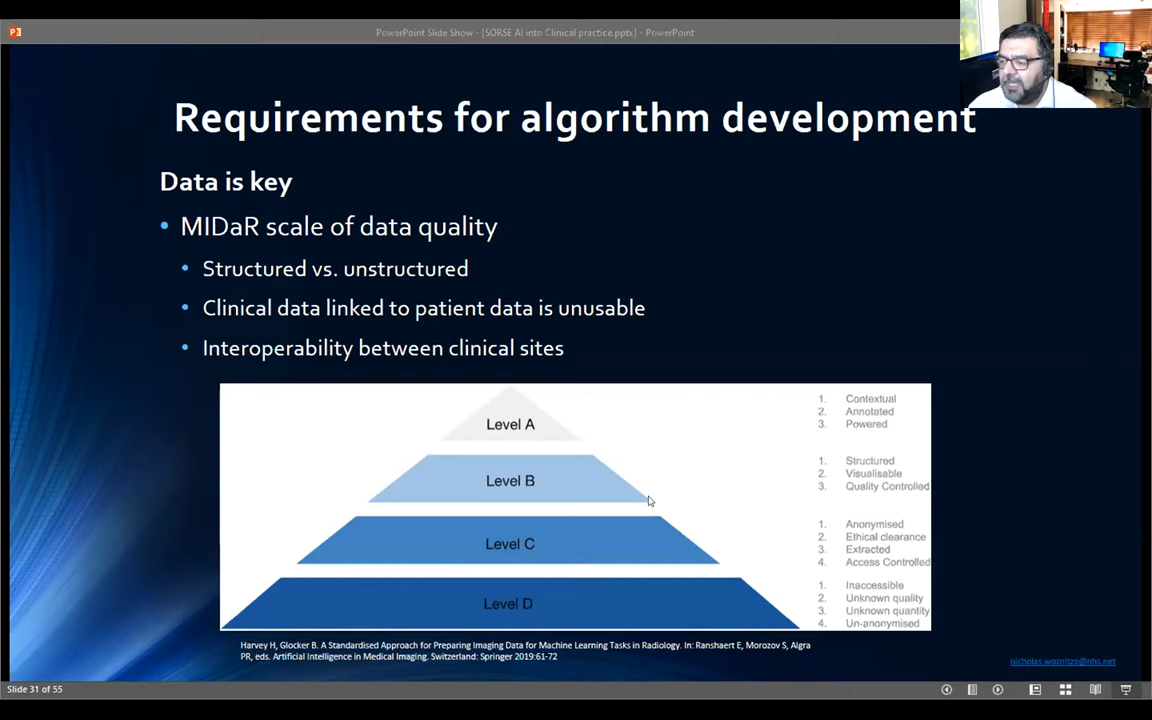 PowerPoint Slide Show - [SORSE AI into Clinical practice.pptx] - PowerPoint
Requirements for algorithm development
Data is key
• MIDaR scale of data quality
• Structured vs. unstructured
• Clinical data linked to patient data is unusable
• Interoperability between clinical sites
Level A
1. Contextual
2. Annotated
3. Powered
Level B
1. Structured
2. Visualisable
3. Quality Controlled
Level C
1. Anonymised
2. Ethical clearance
3. Extracted
4. Access Controlled
Level D
1. Inaccessible
2. Unknown quality
3. Unknown quantity
4. Un-anonymised
Harvey H, Glocker B. A Standardised Approach for Preparing Imaging Data for Machine Learning Tasks in Radiology. In: Ranshaert E, Morozov S, Algra
PR, eds. Artificial Intelligence in Medical Imaging. Switzerland: Springer 2019:61-72
nicholas.woznitza@nhs.net
Slide 31 of 55